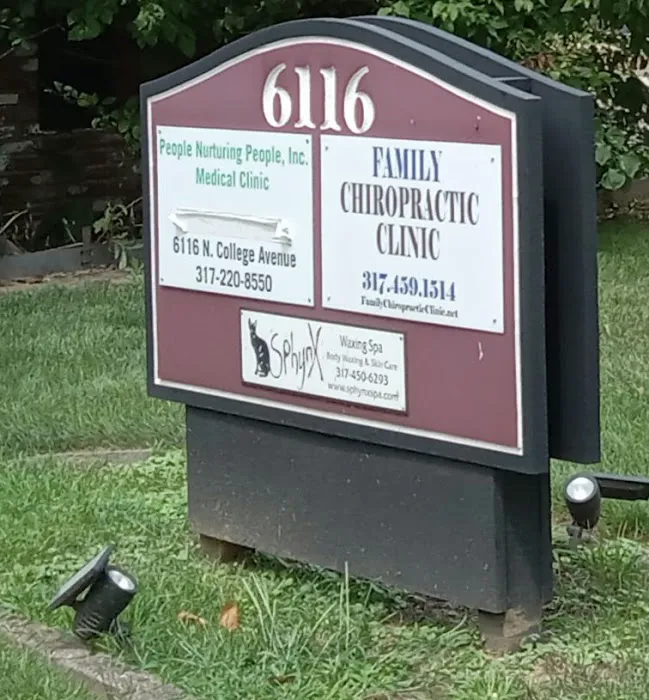 6116
People Nurturing People, Inc.
Medical Clinic
6116 N. College Avenue
317-220-8550
FAMILY
CHIROPRACTIC
CLINIC
317.459.1514
FamilyChiropracticClinic.net
Sphynx
Waxing Spa
Body Waxing & Skin Care
317-450-6293
www.sphynxspa.com